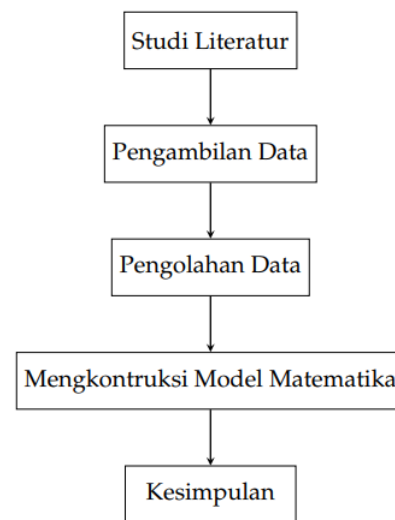 Studi Literatur
Pengambilan Data
Pengolahan Data
Mengkontruksi Model Matematika
Kesimpulan